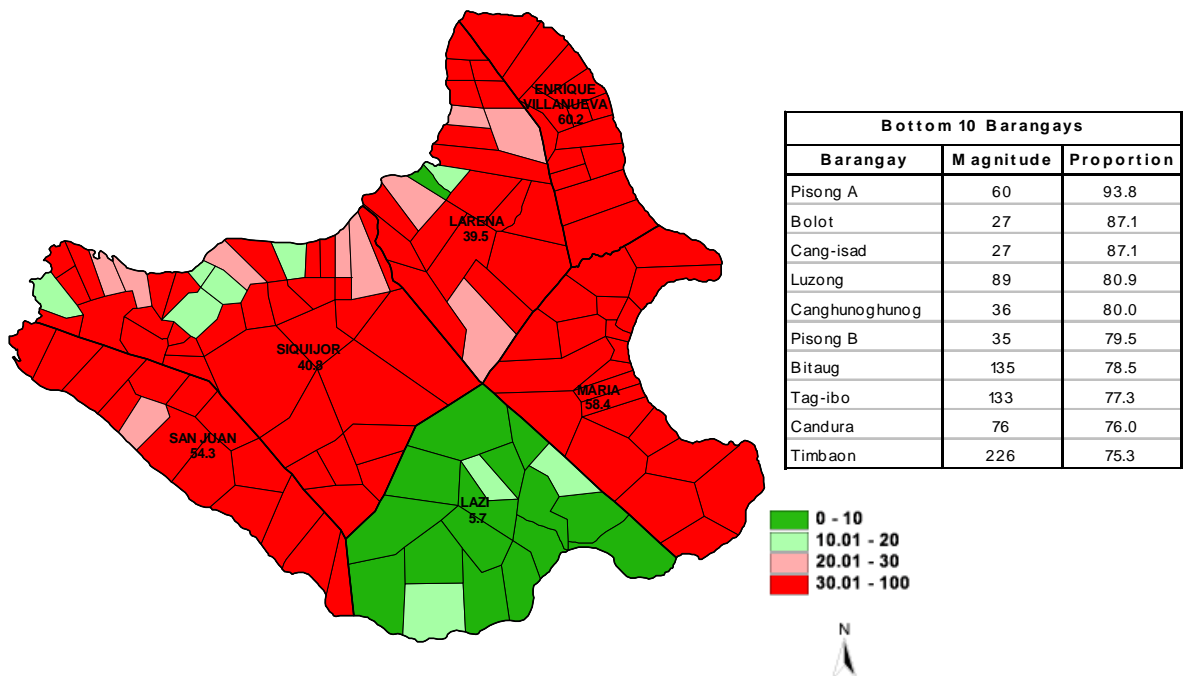 ENRIQUE
VILLANUEVA
60.2
LARENA
39.5
SIQUIJOR
40.8
MARIA
58.4
SAN JUAN
54.3
LAZI
5.7
Bottom 10 Barangays
Barangay Magnitude Proportion
Pisong A 60 93.8
Bolot 27 87.1
Cang-isad 27 87.1
Luzong 89 80.9
Canghunoghunog 36 80.0
Pisong B 35 79.5
Bitaug 135 78.5
Tag-ibo 133 77.3
Candura 76 76.0
Timbaon 226 75.3
0 - 10
10.01 - 20
20.01 - 30
30.01 - 100
N